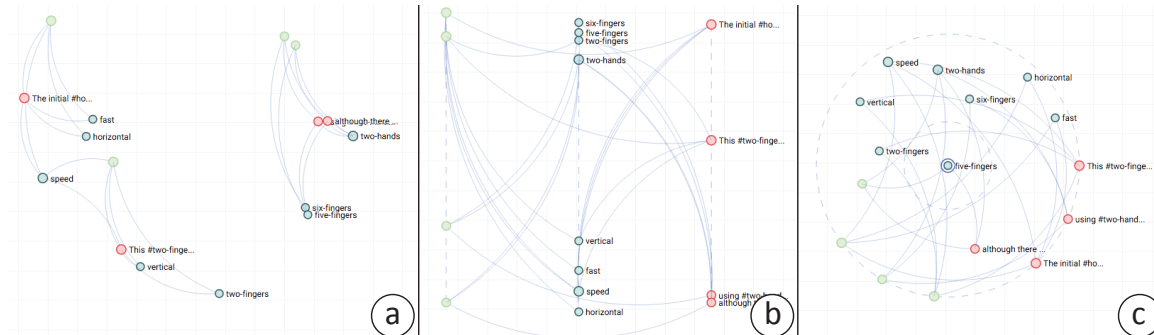 The initial #ho...
fast
horizontal
speed
although there ...
two-hands
six-fingers
five-fingers
This #two-finge...
vertical
two-fingers
a
six-fingers
five-fingers
two-fingers
The initial #ho...
two-hands
This #two-finge...
vertical
fast
speed
horizontal
using #two-hand...
although
b
speed
two-hands
horizontal
vertical
six-fingers
fast
two-fingers
five-fingers
This #two-finge...
using #two-hand...
although there ...
The initial #ho...
c